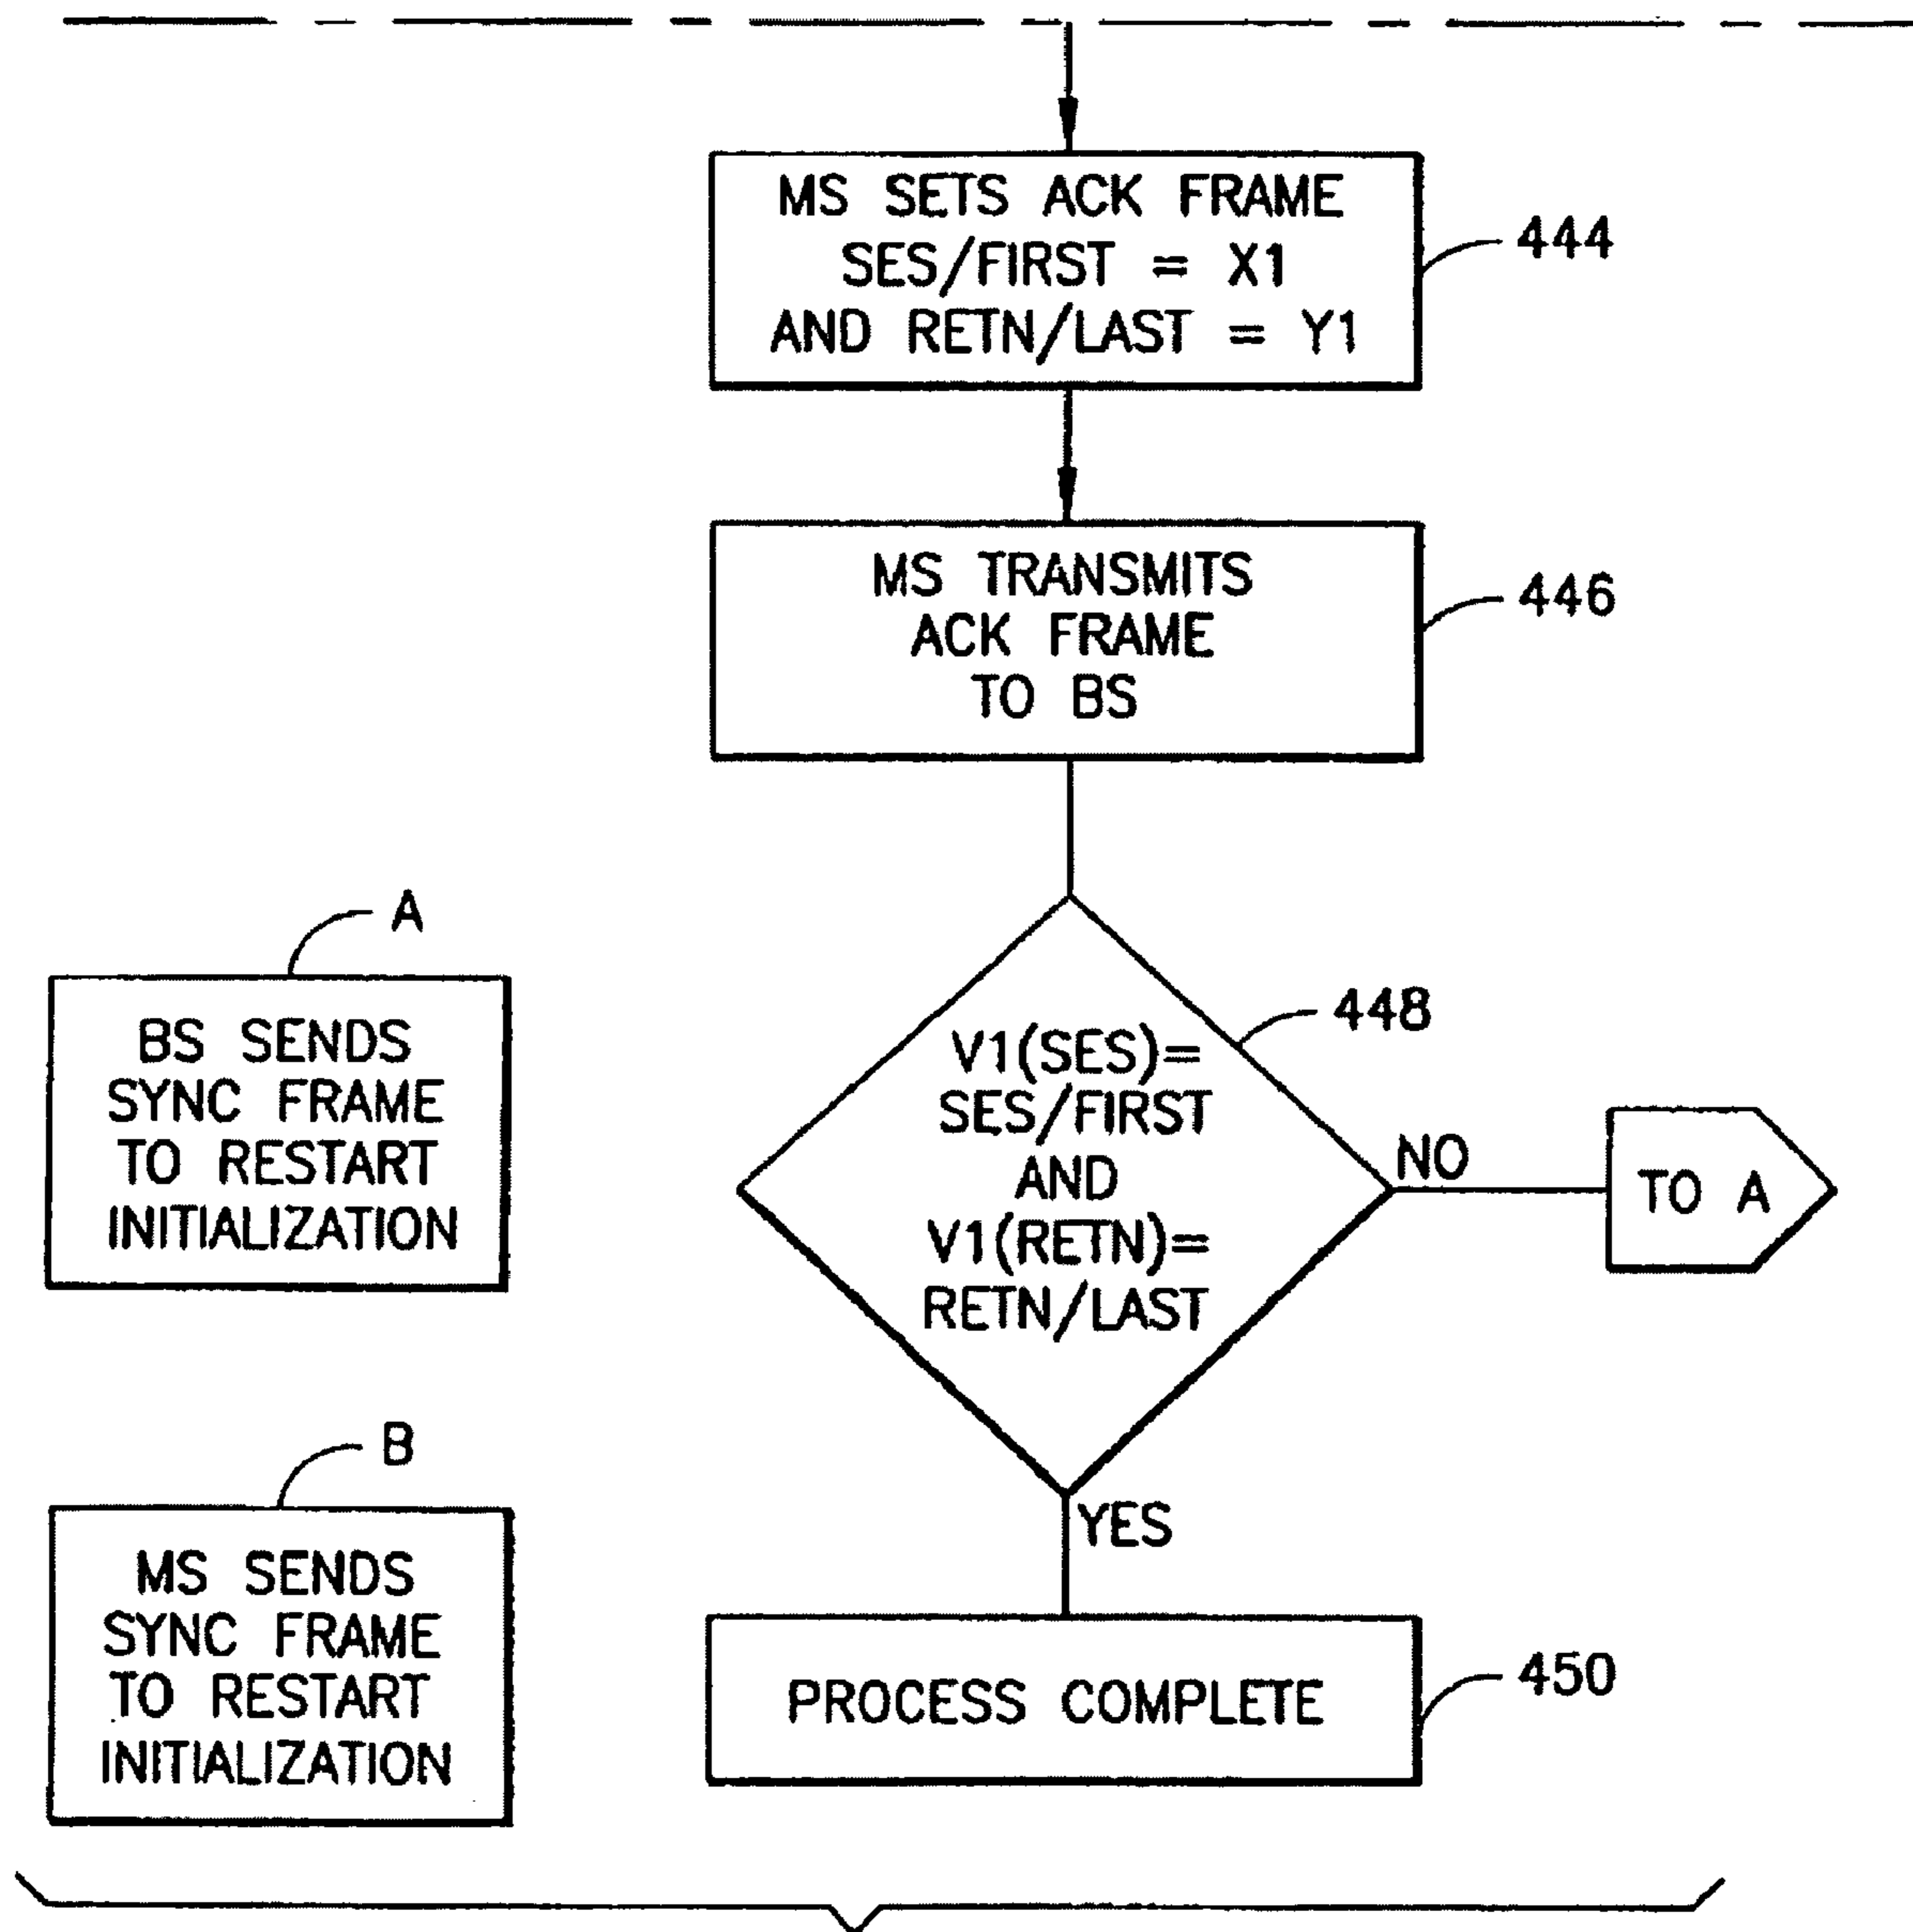 MS SETS ACK FRAME
SES/FIRST = X1
AND RETN/LAST = Y1
444
MS TRANSMITS
ACK FRAME
TO BS
446
A
BS SENDS
SYNC FRAME
TO RESTART
INITIALIZATION
V1(SES)=
SES/FIRST
AND
V1(RETN)=
RETN/LAST
448
NO
TO A
YES
B
MS SENDS
SYNC FRAME
TO RESTART
INITIALIZATION
PROCESS COMPLETE
450